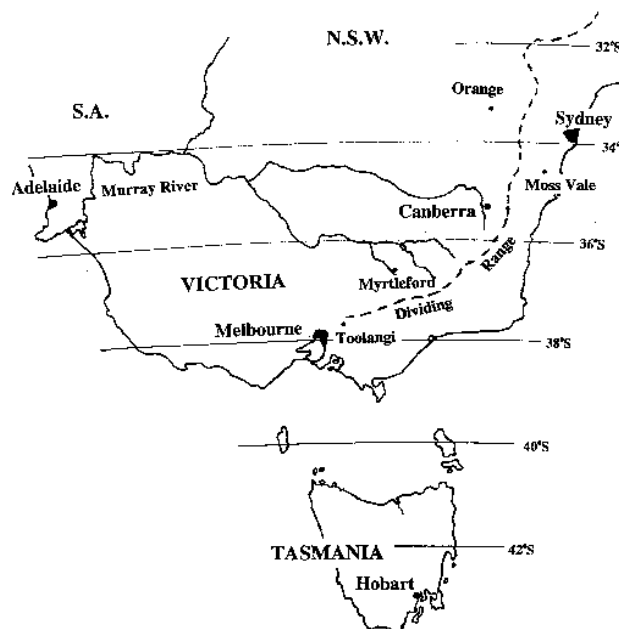 N.S.W.
32°S
Orange
S.A.
Sydney
34°
Adelaide
Murray River
Moss Vale
Canberra
36°S
Range
VICTORIA
Myrtleford
Dividing
Melbourne
Toolangi
38°S
40°S
TASMANIA
42°S
Hobart